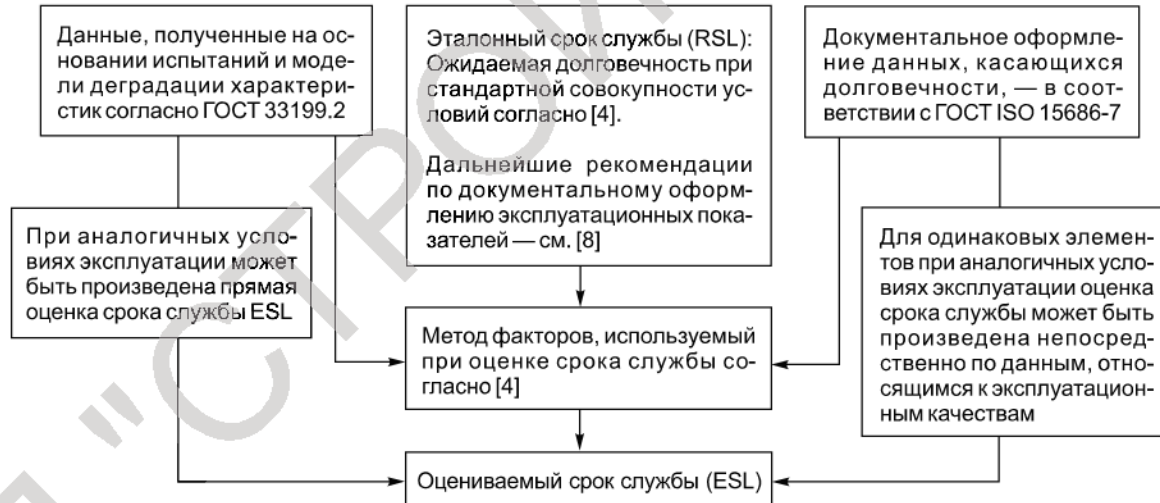 Данные, полученные на ос-
новании испытаний и моде-
ли деградации характери-
стик согласно ГОСТ 33199.2
Эталонный срок службы (RSL):
Ожидаемая долговечность при
стандартной совокупности ус-
ловий согласно [4].
Дальнейшие рекомендации
по документальному оформ-
лению эксплуатационных пока-
зателей — см. [8]
Документальное оформле-
ние данных, касающихся
долговечности, — в соот-
ветствии с ГОСТ ISO 15686-7
При аналогичных усло-
виях эксплуатации может
быть произведена прямая
оценка срока службы ESL
Метод факторов, используемый
при оценке срока службы со-
гласно [4]
Для одинаковых элемен-
тов при аналогичных усло-
виях эксплуатации оценка
срока службы может быть
произведена непосред-
ственно по данным, отно-
сящимся к эксплуатацион-
ным качествам
Оцениваемый срок службы (ESL)
"СТРОИ